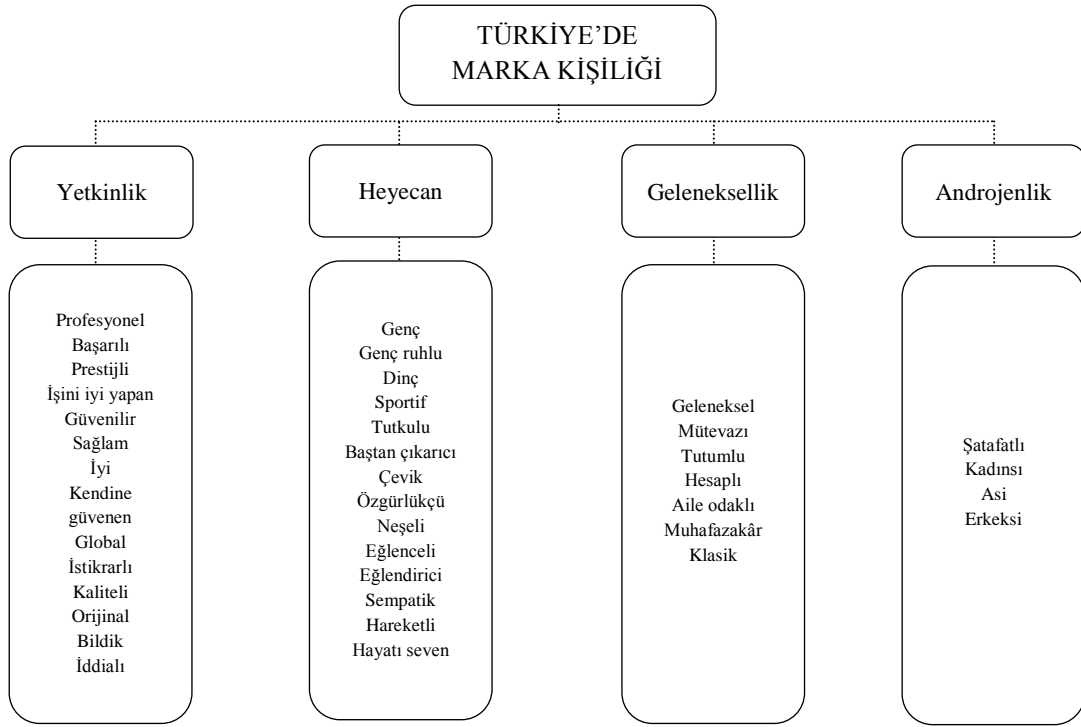 TÜRKİYE’DE
MARKA KİŞİLİĞİ
Yetkinlik
Heyecan
Geleneksellik
Androjenlik
Profesyonel
Başarılı
Prestijli
İşini iyi yapan
Güvenilir
Sağlam
İyi
Kendine
güvenen
Global
İstikrarlı
Kaliteli
Orijinal
Bildik
İddialı
Genç
Genç ruhlu
Dinç
Sportif
Tutkulu
Baştan çıkarıcı
Çevik
Özgürlükçü
Neşeli
Eğlenceli
Eğlendirici
Sempatik
Hareketli
Hayatı seven
Geleneksel
Mütevazı
Tutumlu
Hesaplı
Aile odaklı
Muhafazakâr
Klasik
Şatafatlı
Kadınsı
Asi
Erkeksi